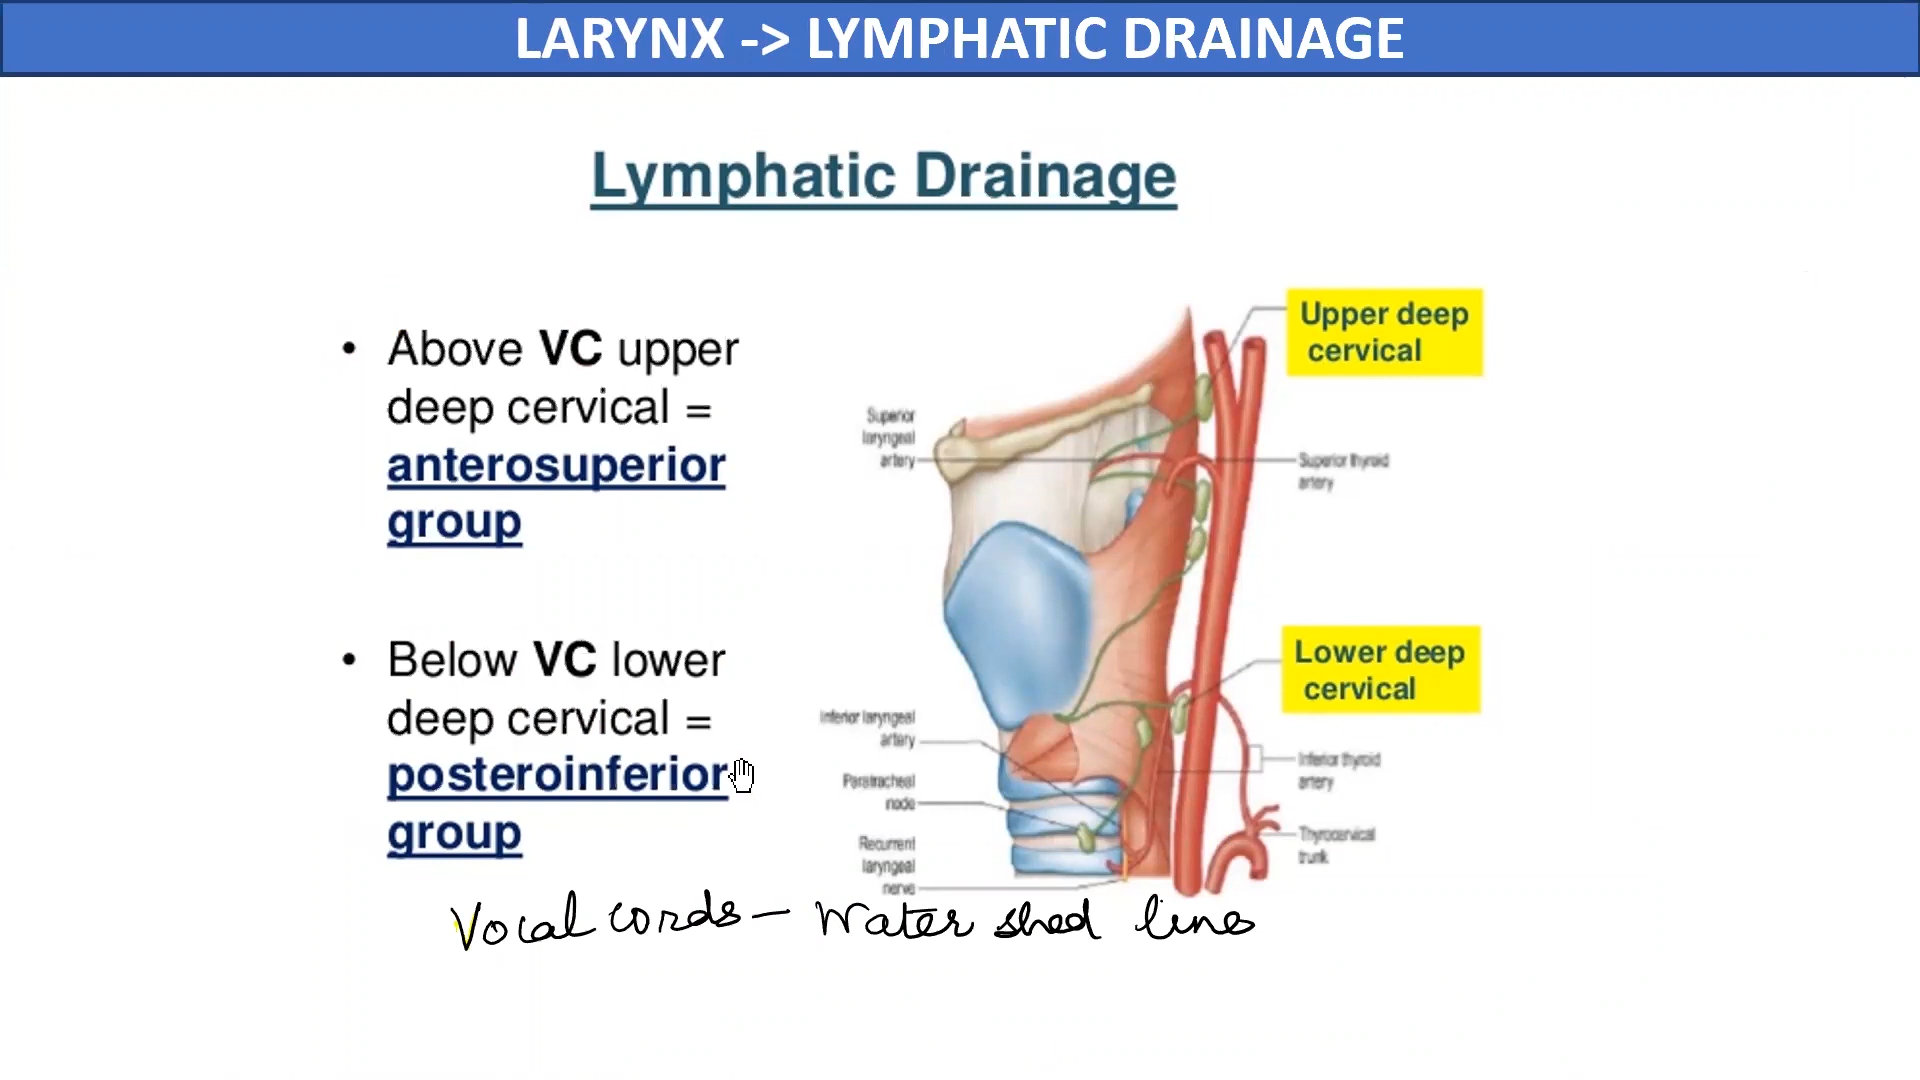 LARYNX -> LYMPHATIC DRAINAGE
Lymphatic Drainage
• Above VC upper
deep cervical =
anterosuperior
group
• Below VC lower
deep cervical =
posteroinferior
group
Upper deep
cervical
Superior
laryngeal
artery
Superior thyroid
artery
Lower deep
cervical
Inferior laryngeal
artery
Paratracheal
node
Recurrent
laryngeal
nerve
Inferior thyroid
artery
Thyrocervical
trunk
Vocal cords - Water shed line